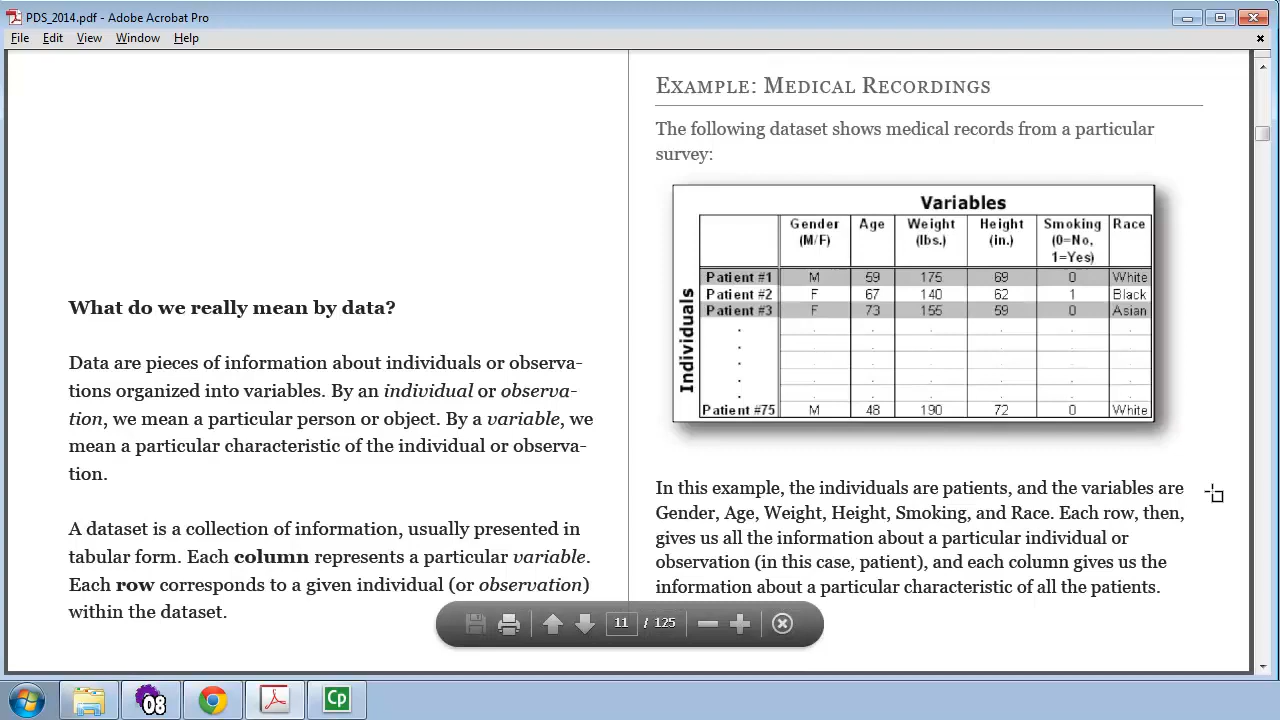 PDS_2014.pdf - Adobe Acrobat Pro
File Edit View Window Help
What do we really mean by data?
Data are pieces of information about individuals or observa-
tions organized into variables. By an individual or observa-
tion, we mean a particular person or object. By a variable, we
mean a particular characteristic of the individual or observa-
tion.
A dataset is a collection of information, usually presented in
tabular form. Each column represents a particular variable.
Each row corresponds to a given individual (or observation)
within the dataset.
EXAMPLE: MEDICAL RECORDINGS
The following dataset shows medical records from a particular
survey:
Variables
Individuals
Gender Age Weight Height Smoking Race
(M/F) (lbs.) (in.) (0=No,
1=Yes)
Patient #1 M 59 175 69 0 White
Patient #2 F 67 140 62 1 Black
Patient #3 F 73 155 59 0 Asian
Patient #75 M 48 190 72 0 White
In this example, the individuals are patients, and the variables are
Gender, Age, Weight, Height, Smoking, and Race. Each row, then,
gives us all the information about a particular individual or
observation (in this case, patient), and each column gives us the
information about a particular characteristic of all the patients.
11 / 125
08
Cp